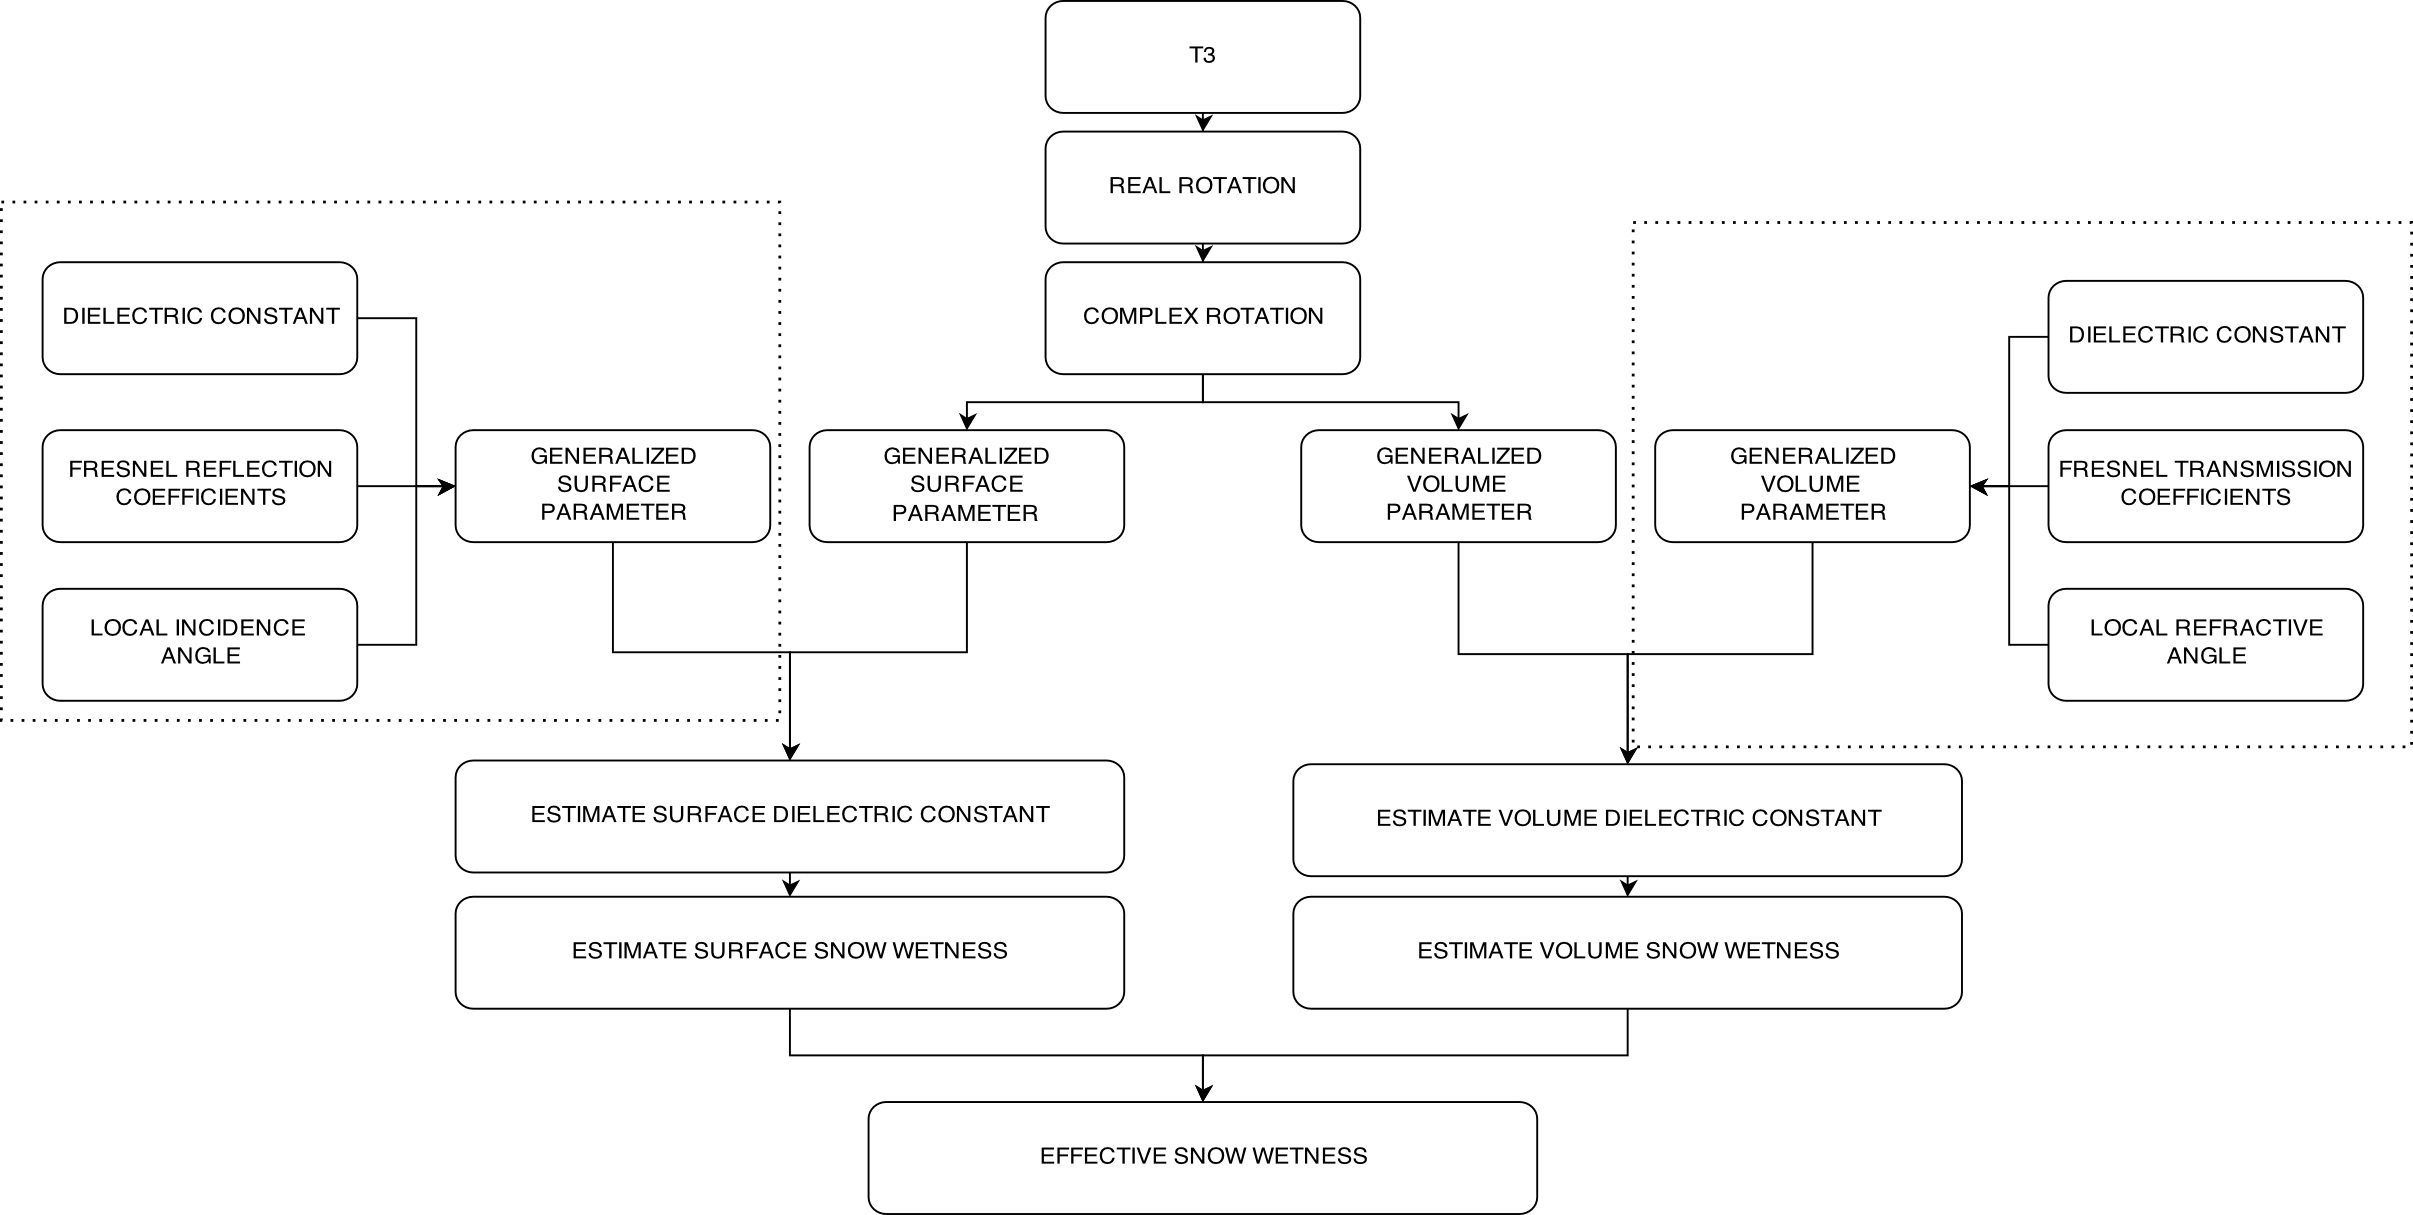 T3
REAL ROTATION
COMPLEX ROTATION
DIELECTRIC CONSTANT
FRESNEL REFLECTION
COEFFICIENTS
LOCAL INCIDENCE
ANGLE
GENERALIZED
SURFACE
PARAMETER
GENERALIZED
SURFACE
PARAMETER
GENERALIZED
VOLUME
PARAMETER
GENERALIZED
VOLUME
PARAMETER
DIELECTRIC CONSTANT
FRESNEL TRANSMISSION
COEFFICIENTS
LOCAL REFRACTIVE
ANGLE
ESTIMATE SURFACE DIELECTRIC CONSTANT
ESTIMATE VOLUME DIELECTRIC CONSTANT
ESTIMATE SURFACE SNOW WETNESS
ESTIMATE VOLUME SNOW WETNESS
EFFECTIVE SNOW WETNESS